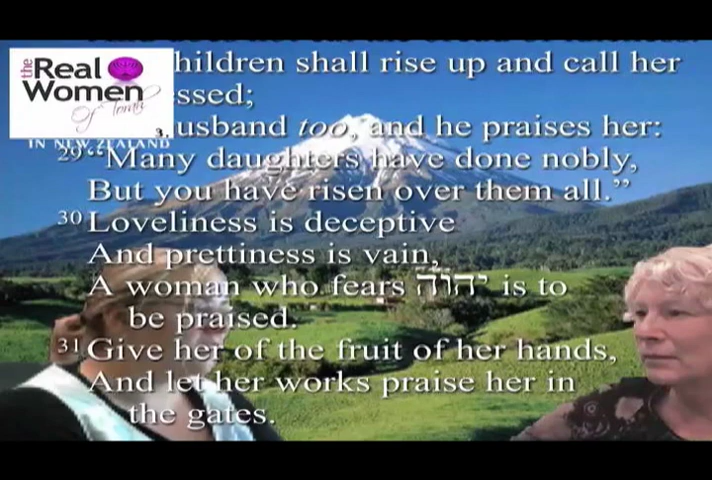 the Real
Women
Of Torah
IN NEW ZEALAND
hildren shall rise up and call her
ssed;
usband too, and he praises her:
29 “Many daughters have done nobly,
But you have risen over them all.”
30 Loveliness is deceptive
And prettiness is vain,
A woman who fears יהוה is to
be praised.
31 Give her of the fruit of her hands,
And let her works praise her in
the gates.